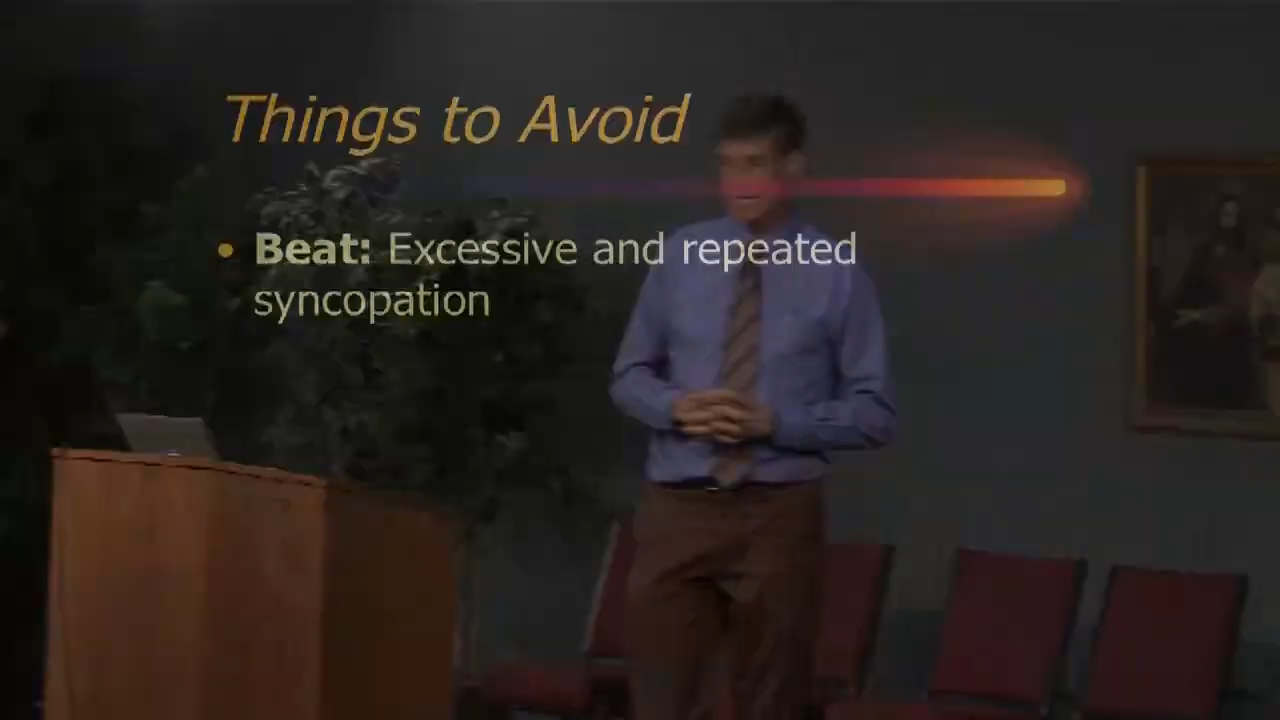 Things to Avoid
• Beat: Excessive and repeated
syncopation